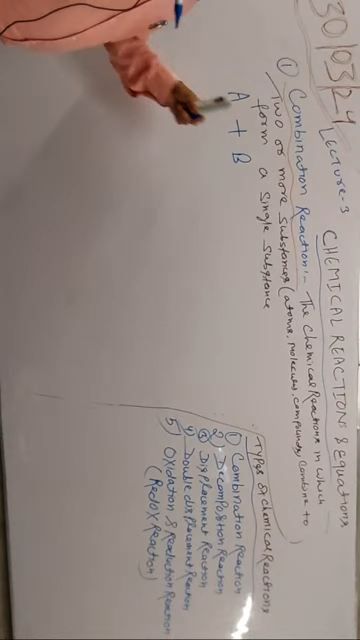 30/03/24
LECTURE-3
CHEMICAL REACTIONS & Equations
① Combination Reaction:- The chemical Reactions in which
Two or more substances (atoms, molecules, compounds) combine to
form a single substance
A + B
Types of chemical Reactions
① Combination Reaction
2) Decomposition Reaction
③ Displacement Reaction
4) Double displacement Reaction
5) Oxidation & Reduction Reaction
(Redox Reaction)